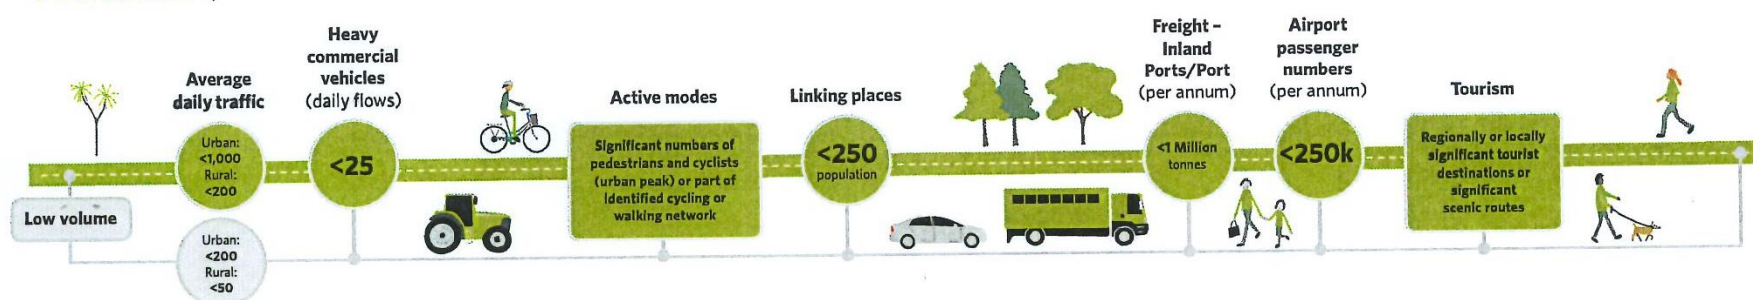 Low volume
Average
daily traffic
Urban:
<1,000
Rural:
<200
Urban:
<200
Rural:
<50
Heavy
commercial
vehicles
(daily flows)
<25
Active modes
Significant numbers of
pedestrians and cyclists
(urban peak) or part of
identified cycling or
walking network
Linking places
<250
population
Freight –
Inland
Ports/Port
(per annum)
<1 Million
tonnes
Airport
passenger
numbers
(per annum)
<250k
Tourism
Regionally or locally
significant tourist
destinations or
significant
scenic routes